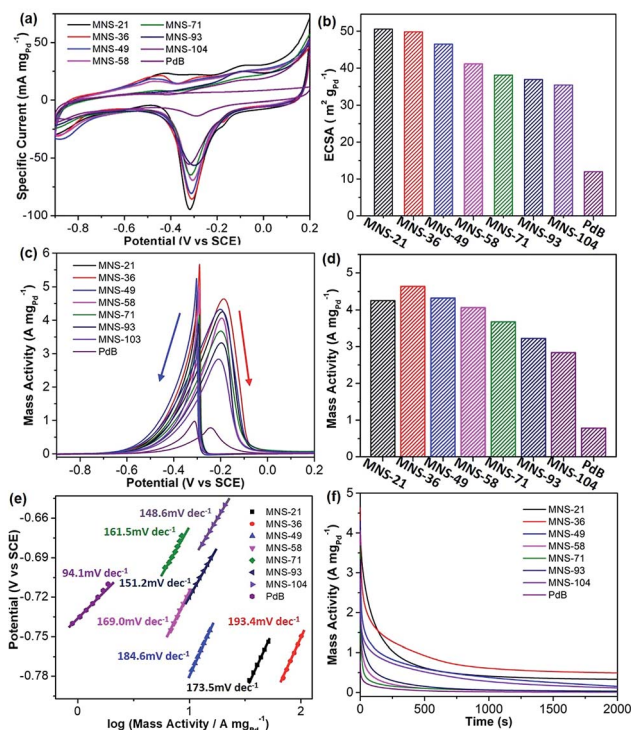 (a)
MNS-21
MNS-36
MNS-49
MNS-58
MNS-71
MNS-93
MNS-104
PdB
50
0
-50
-100
Specific Current (mA mgPd-1)
-0.8 -0.6 -0.4 -0.2 0.0 0.2
Potential (V vs SCE)
(b)
60
50
40
30
20
10
0
ECSA ( m2 gPd-1)
MNS-21
MNS-36
MNS-49
MNS-58
MNS-71
MNS-93
MNS-104
PdB
(c)
MNS-21
MNS-36
MNS-49
MNS-58
MNS-71
MNS-93
MNS-103
PdB
6
5
4
3
2
1
0
Mass Activity (A mgPd-1)
-0.8 -0.6 -0.4 -0.2 0.0 0.2
Potential (V vs SCE)
(d)
5
4
3
2
1
0
Mass Activity (A mgPd-1)
MNS-21
MNS-36
MNS-49
MNS-58
MNS-71
MNS-93
MNS-104
PdB
(e)
-0.66
-0.69
-0.72
-0.75
-0.78
Potential (V vs SCE)
148.6mV dec-1
161.5mV dec-1
94.1mV dec-1
151.2mV dec-1
169.0mV dec-1
193.4mV dec-1
184.6mV dec-1
173.5mV dec-1
MNS-21
MNS-36
MNS-49
MNS-58
MNS-71
MNS-93
MNS-104
PdB
0 1 2
log (Mass Activity / A mgPd-1)
(f)
5
4
3
2
1
0
Mass Activity (A mgPd-1)
MNS-21
MNS-36
MNS-49
MNS-58
MNS-71
MNS-93
MNS-104
PdB
0 500 1000 1500 2000
Time (s)